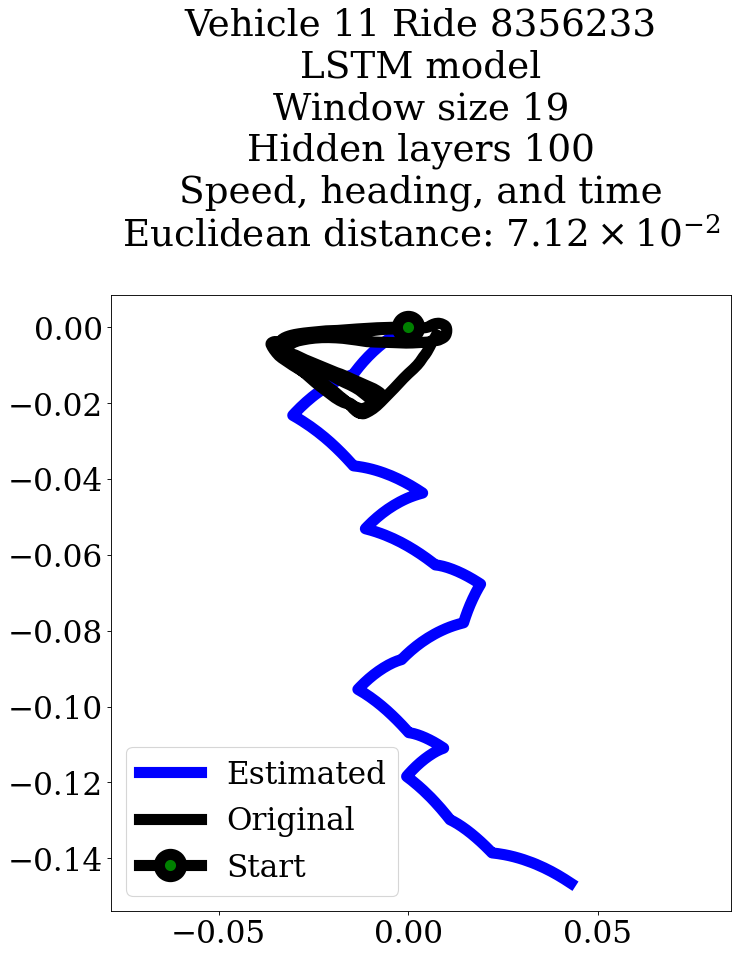 Vehicle 11 Ride 8356233
LSTM model
Window size 19
Hidden layers 100
Speed, heading, and time
Euclidean distance: 7.12 × 10⁻²
0.00
−0.02
−0.04
−0.06
−0.08
−0.10
−0.12
−0.14
Estimated
Original
Start
−0.05 0.00 0.05